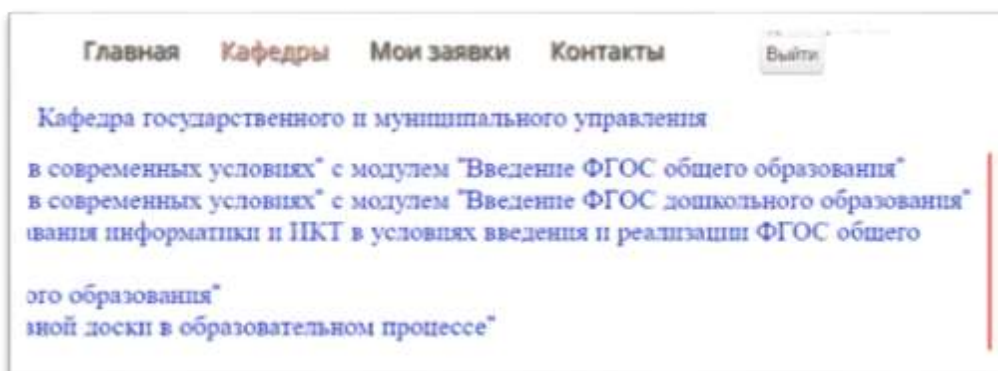 Главная Кафедры Мои заявки Контакты Выйти
Кафедра государственного и муниципального управления
в современных условиях" с модулем "Введение ФГОС общего образования"
в современных условиях" с модулем "Введение ФГОС дошкольного образования"
вания информатики и ИКТ в условиях введения и реализации ФГОС общего
ого образования"
вной доски в образовательном процессе"